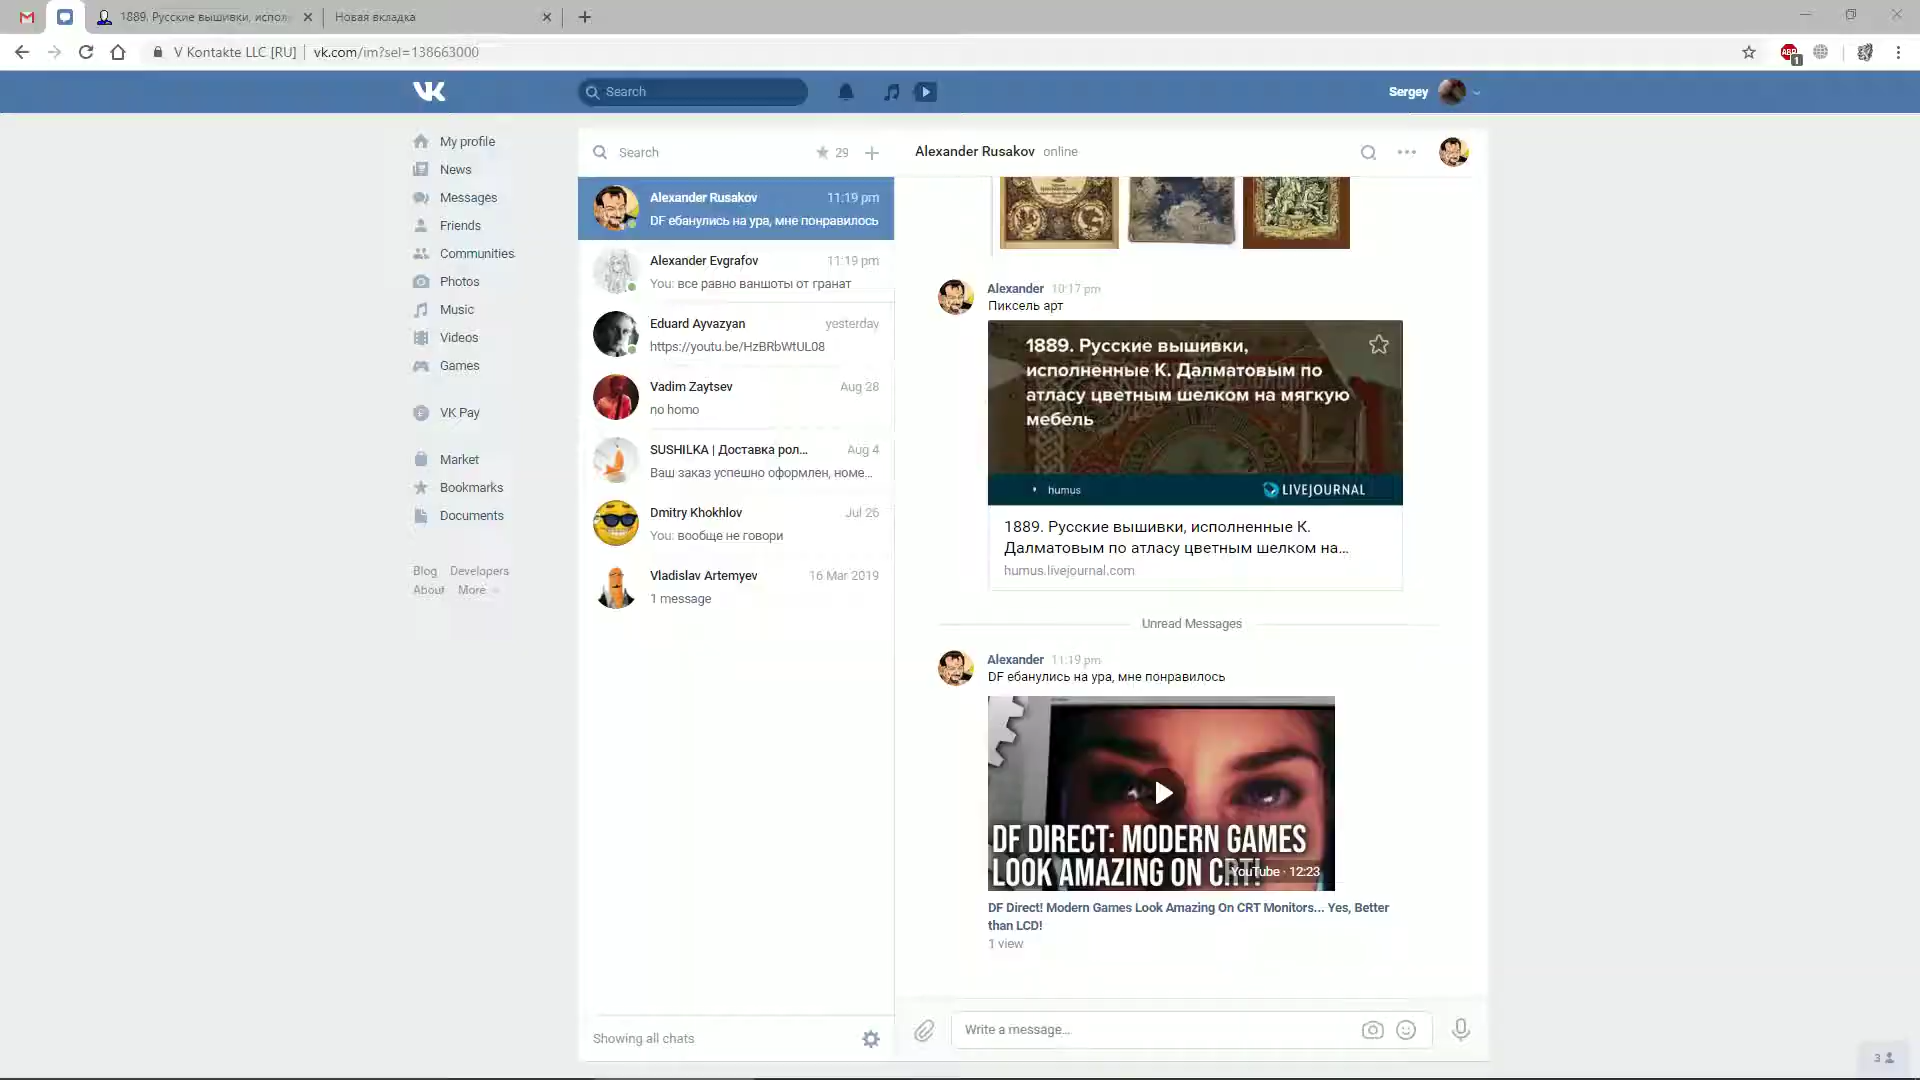 1889. Русские вышивки, испол
Новая вкладка
V Kontakte LLC [RU] | vk.com/im?sel=138663000
ABP
1
Search
Sergey
My profile
News
Messages
Friends
Communities
Photos
Music
Videos
Games
VK Pay
Market
Bookmarks
Documents
Blog Developers
About More
Search
29
Alexander Rusakov 11:19 pm
DF ебанулись на ура, мне понравилось
Alexander Evgrafov 11:19 pm
You: все равно ваншоты от гранат
Eduard Ayvazyan yesterday
https://youtu.be/HzBRbWtUL08
Vadim Zaytsev Aug 28
no homo
SUSHILKA | Доставка рол... Aug 4
Ваш заказ успешно оформлен, номе...
Dmitry Khokhlov Jul 26
You: вообще не говори
Vladislav Artemyev 16 Mar 2019
1 message
Showing all chats
Alexander Rusakov online
Alexander 10:17 pm
Пиксель арт
1889. Русские вышивки,
исполненные К. Далматовым по
атласу цветным шелком на мягкую
мебель
humus
LIVEJOURNAL
1889. Русские вышивки, исполненные К.
Далматовым по атласу цветным шелком на...
humus.livejournal.com
Unread Messages
Alexander 11:19 pm
DF ебанулись на ура, мне понравилось
DF DIRECT: MODERN GAMES
LOOK AMAZING ON CRT!
YouTube · 12:23
DF Direct! Modern Games Look Amazing On CRT Monitors... Yes, Better
than LCD!
1 view
Write a message...
3